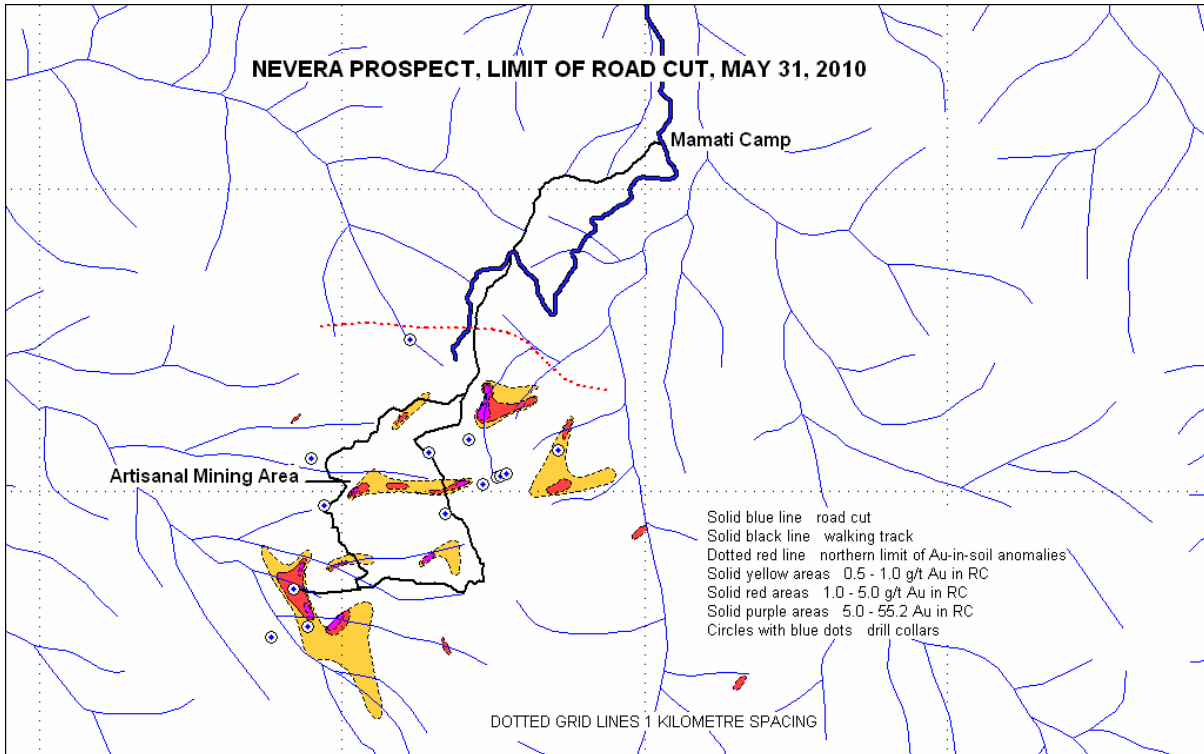 NEVERA PROSPECT, LIMIT OF ROAD CUT, MAY 31, 2010
Mamati Camp
Artisanal Mining Area
Solid blue line road cut
Solid black line walking track
Dotted red line northern limit of Au-in-soil anomalies
Solid yellow areas 0.5 - 1.0 g/t Au in RC
Solid red areas 1.0 - 5.0 g/t Au in RC
Solid purple areas 5.0 - 55.2 Au in RC
Circles with blue dots drill collars
DOTTED GRID LINES 1 KILOMETRE SPACING